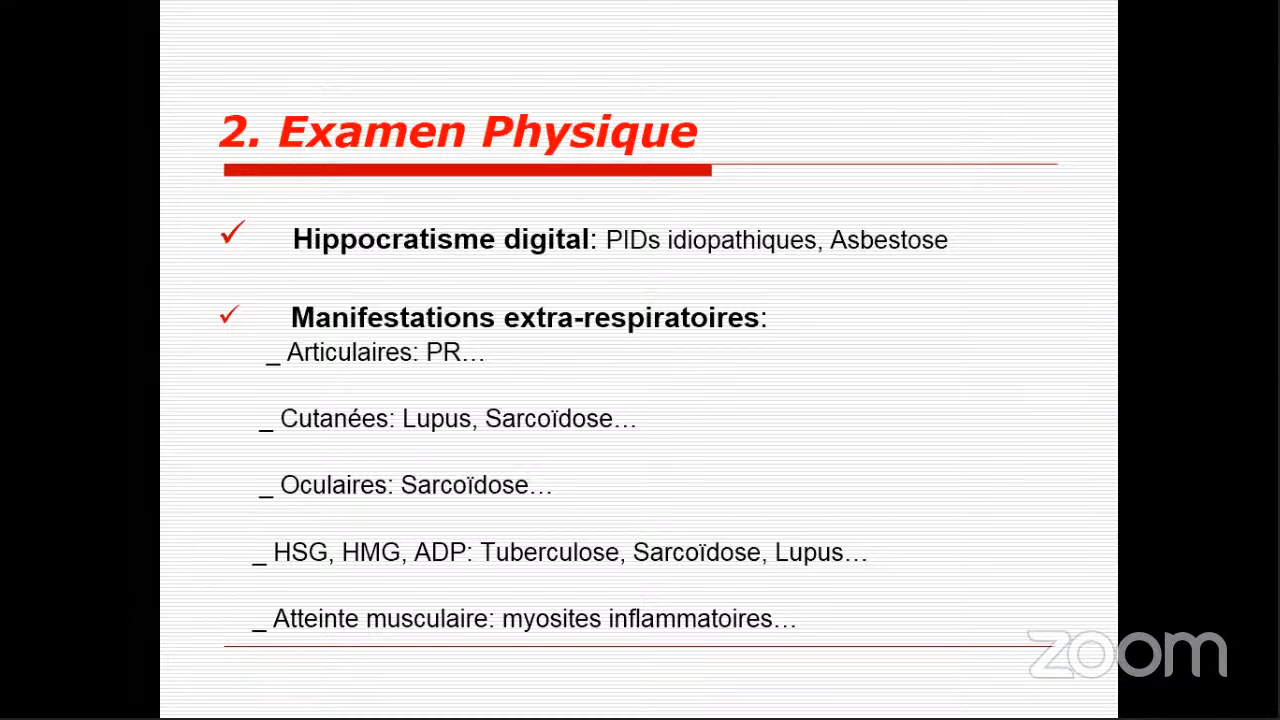 2. Examen Physique
Hippocratisme digital: PIDs idiopathiques, Asbestose
Manifestations extra-respiratoires:
_ Articulaires: PR…
_ Cutanées: Lupus, Sarcoïdose…
_ Oculaires: Sarcoïdose…
_ HSG, HMG, ADP: Tuberculose, Sarcoïdose, Lupus…
_ Atteinte musculaire: myosites inflammatoires…
zoom